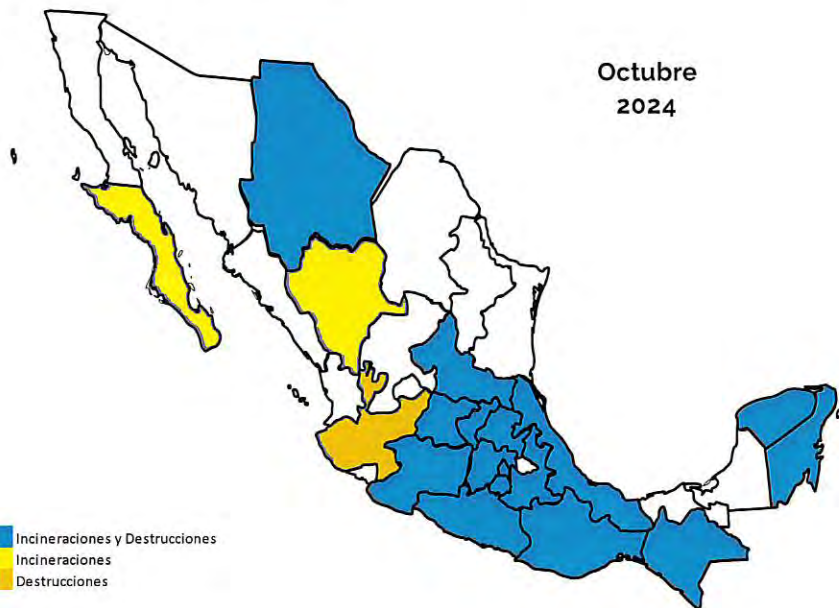 Octubre
2024
Incineraciones y Destrucciones
Incineraciones
Destrucciones